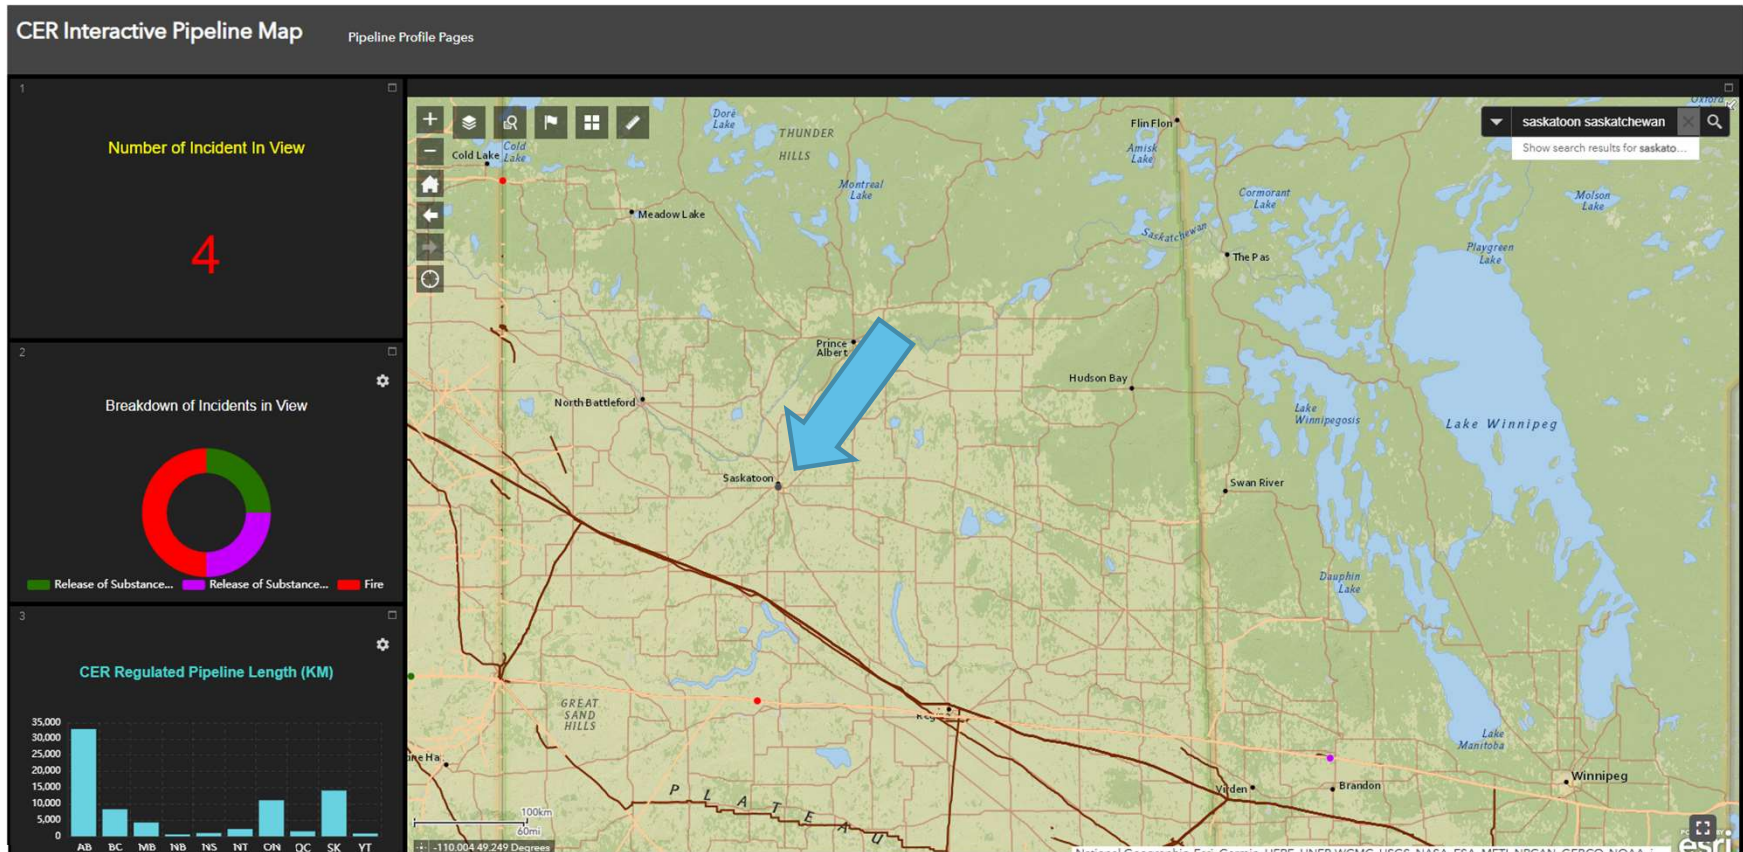 CER Interactive Pipeline Map
Pipeline Profile Pages
1
Number of Incident In View
4
2
Breakdown of Incidents in View
Release of Substance...
Release of Substance...
Fire
3
CER Regulated Pipeline Length (KM)
35,000
30,000
25,000
20,000
15,000
10,000
5,000
0
AB BC MB NB NS NT ON QC SK YT
saskatoon saskatchewan
Show search results for saskato...
Oxford
Doré
Lake
THUNDER
HILLS
Flin Flon
Cold Lake
Cold
Lake
Amisk
Lake
Montreal
Lake
Cormorant
Lake
Molson
Lake
Meadow Lake
Saskatchewan
Playgreen
Lake
The Pas
Prince
Albert
Hudson Bay
North Battleford
Lake
Winnipegosis
Lake Winnipeg
Saskatoon
Swan River
Dauphin
Lake
GREAT
SAND
HILLS
Lake
Manitoba
ine Ha
Winnipeg
Virden
Brandon
PLATEAU
100km
60mi
-110.004 49.249 Degrees
esri